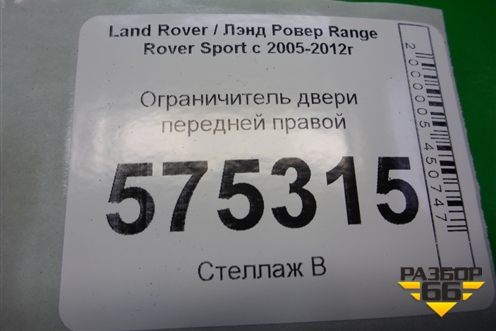 Land Rover / Лэнд Ровер Range
Rover Sport с 2005-2012г
Ограничитель двери
передней правой
575315
Стеллаж В
2000005450747
РАЗБОР
66